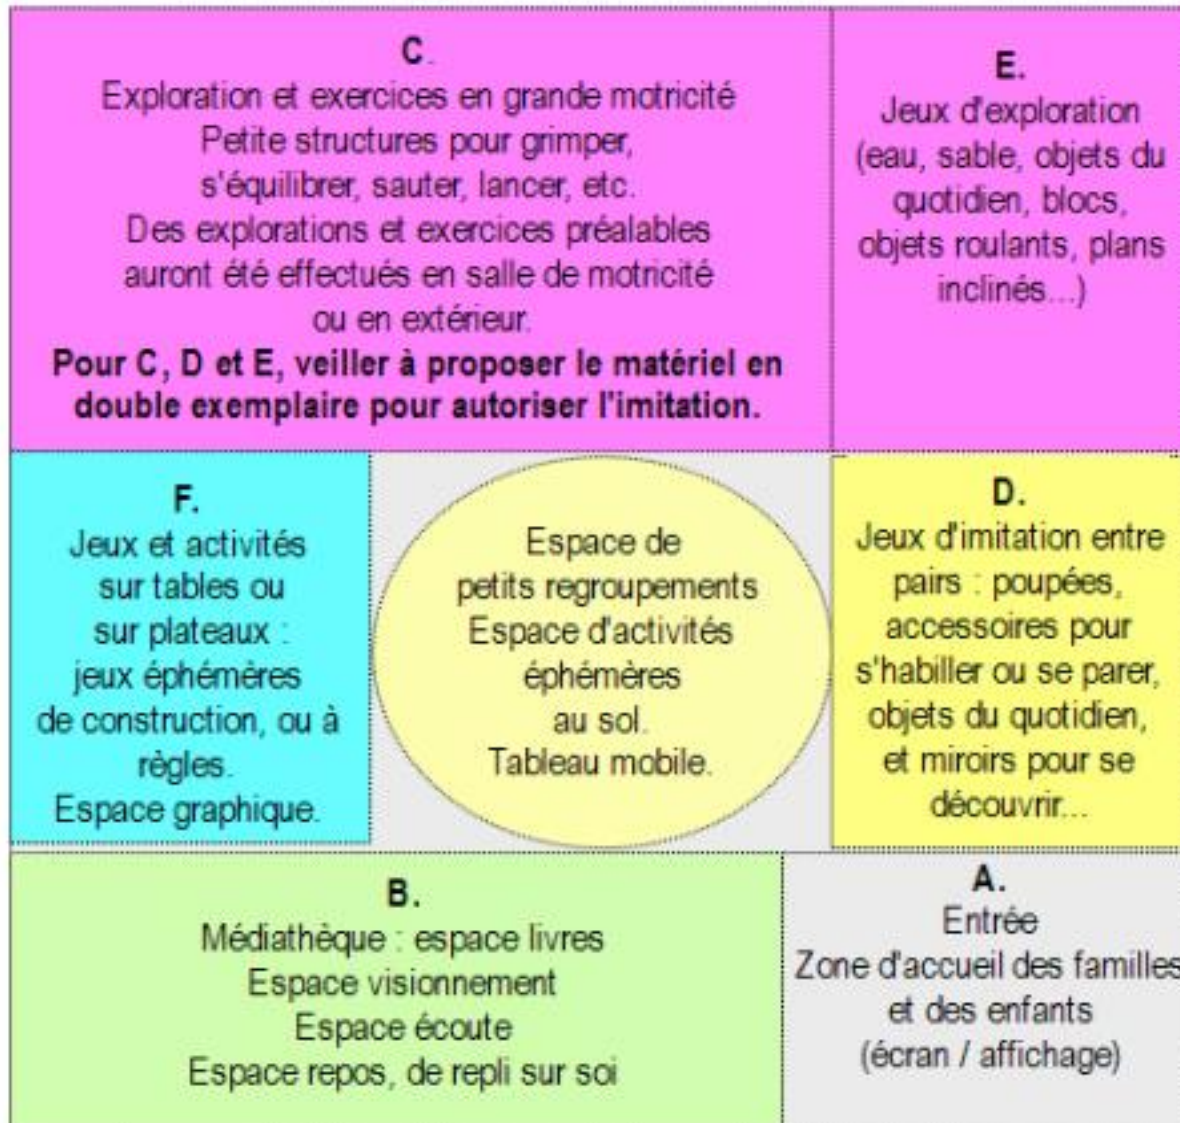 C.
Exploration et exercices en grande motricité
Petite structures pour grimper,
s'équilibrer, sauter, lancer, etc.
Des explorations et exercices préalables
auront été effectués en salle de motricité
ou en extérieur.
Pour C, D et E, veiller à proposer le matériel en
double exemplaire pour autoriser l'imitation.
E.
Jeux d'exploration
(eau, sable, objets du
quotidien, blocs,
objets roulants, plans
inclinés...)
F.
Jeux et activités
sur tables ou
sur plateaux :
jeux éphémères
de construction, ou à
règles.
Espace graphique.
Espace de
petits regroupements
Espace d'activités
éphémères
au sol.
Tableau mobile.
D.
Jeux d'imitation entre
pairs : poupées,
accessoires pour
s'habiller ou se parer,
objets du quotidien,
et miroirs pour se
découvrir...
B.
Médiathèque : espace livres
Espace visionnement
Espace écoute
Espace repos, de repli sur soi
A.
Entrée
Zone d'accueil des familles
et des enfants
(écran / affichage)